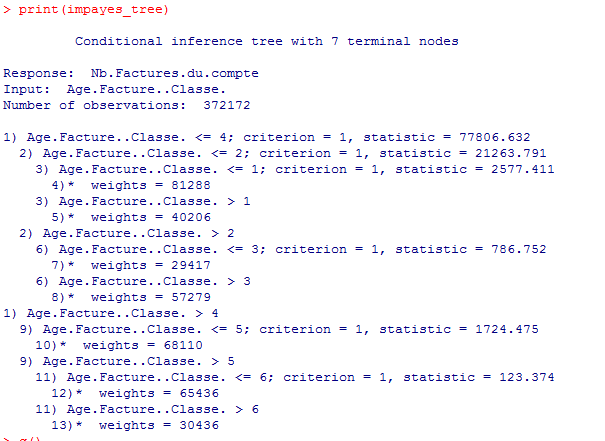 > print(impayes_tree)
Conditional inference tree with 7 terminal nodes
Response:  Nb.Factures.du.compte
Input:  Age.Facture..Classe.
Number of observations:  372172
1) Age.Facture..Classe. <= 4; criterion = 1, statistic = 77806.632
2) Age.Facture..Classe. <= 2; criterion = 1, statistic = 21263.791
3) Age.Facture..Classe. <= 1; criterion = 1, statistic = 2577.411
4)*  weights = 81288
3) Age.Facture..Classe. > 1
5)*  weights = 40206
2) Age.Facture..Classe. > 2
6) Age.Facture..Classe. <= 3; criterion = 1, statistic = 786.752
7)*  weights = 29417
6) Age.Facture..Classe. > 3
8)*  weights = 57279
1) Age.Facture..Classe. > 4
9) Age.Facture..Classe. <= 5; criterion = 1, statistic = 1724.475
10)*  weights = 68110
9) Age.Facture..Classe. > 5
11) Age.Facture..Classe. <= 6; criterion = 1, statistic = 123.374
12)*  weights = 65436
11) Age.Facture..Classe. > 6
13)*  weights = 30436